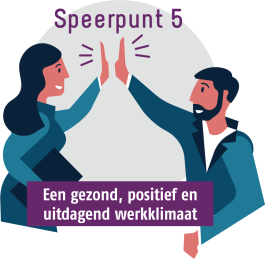 Speerpunt 5
Een gezond, positief en
uitdagend werkklimaat